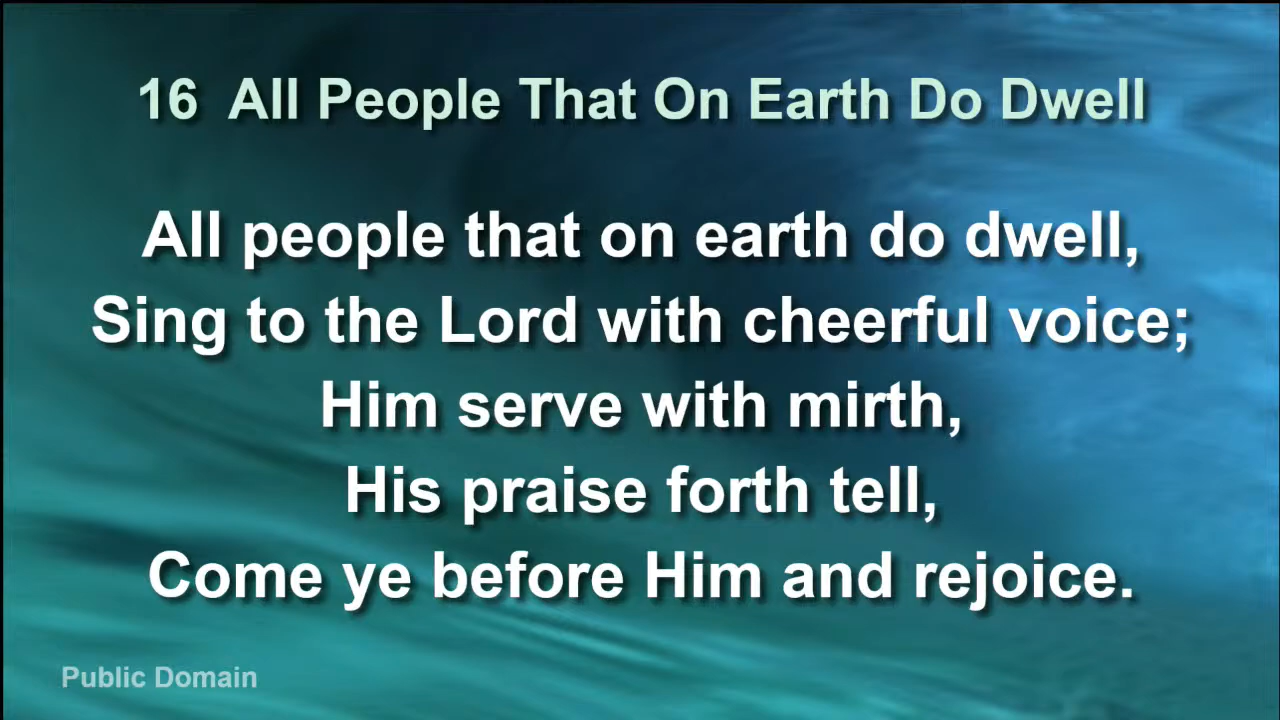 16 All People That On Earth Do Dwell
All people that on earth do dwell,
Sing to the Lord with cheerful voice;
Him serve with mirth,
His praise forth tell,
Come ye before Him and rejoice.
Public Domain